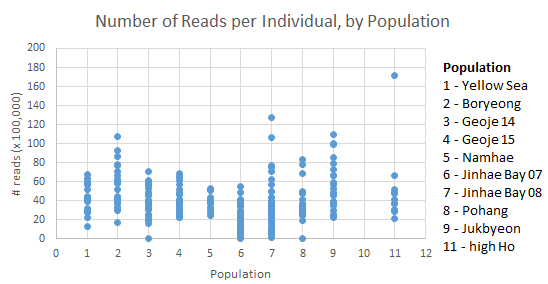 Number of Reads per Individual, by Population
200
180
160
140
120
100
80
60
40
20
0
# reads (x 100,000)
0 1 2 3 4 5 6 7 8 9 10 11 12
Population
Population
1 - Yellow Sea
2 - Boryeong
3 - Geoje 14
4 - Geoje 15
5 - Namhae
6 - Jinhae Bay 07
7 - Jinhae Bay 08
8 - Pohang
9 - Jukbyeon
11 - high Ho